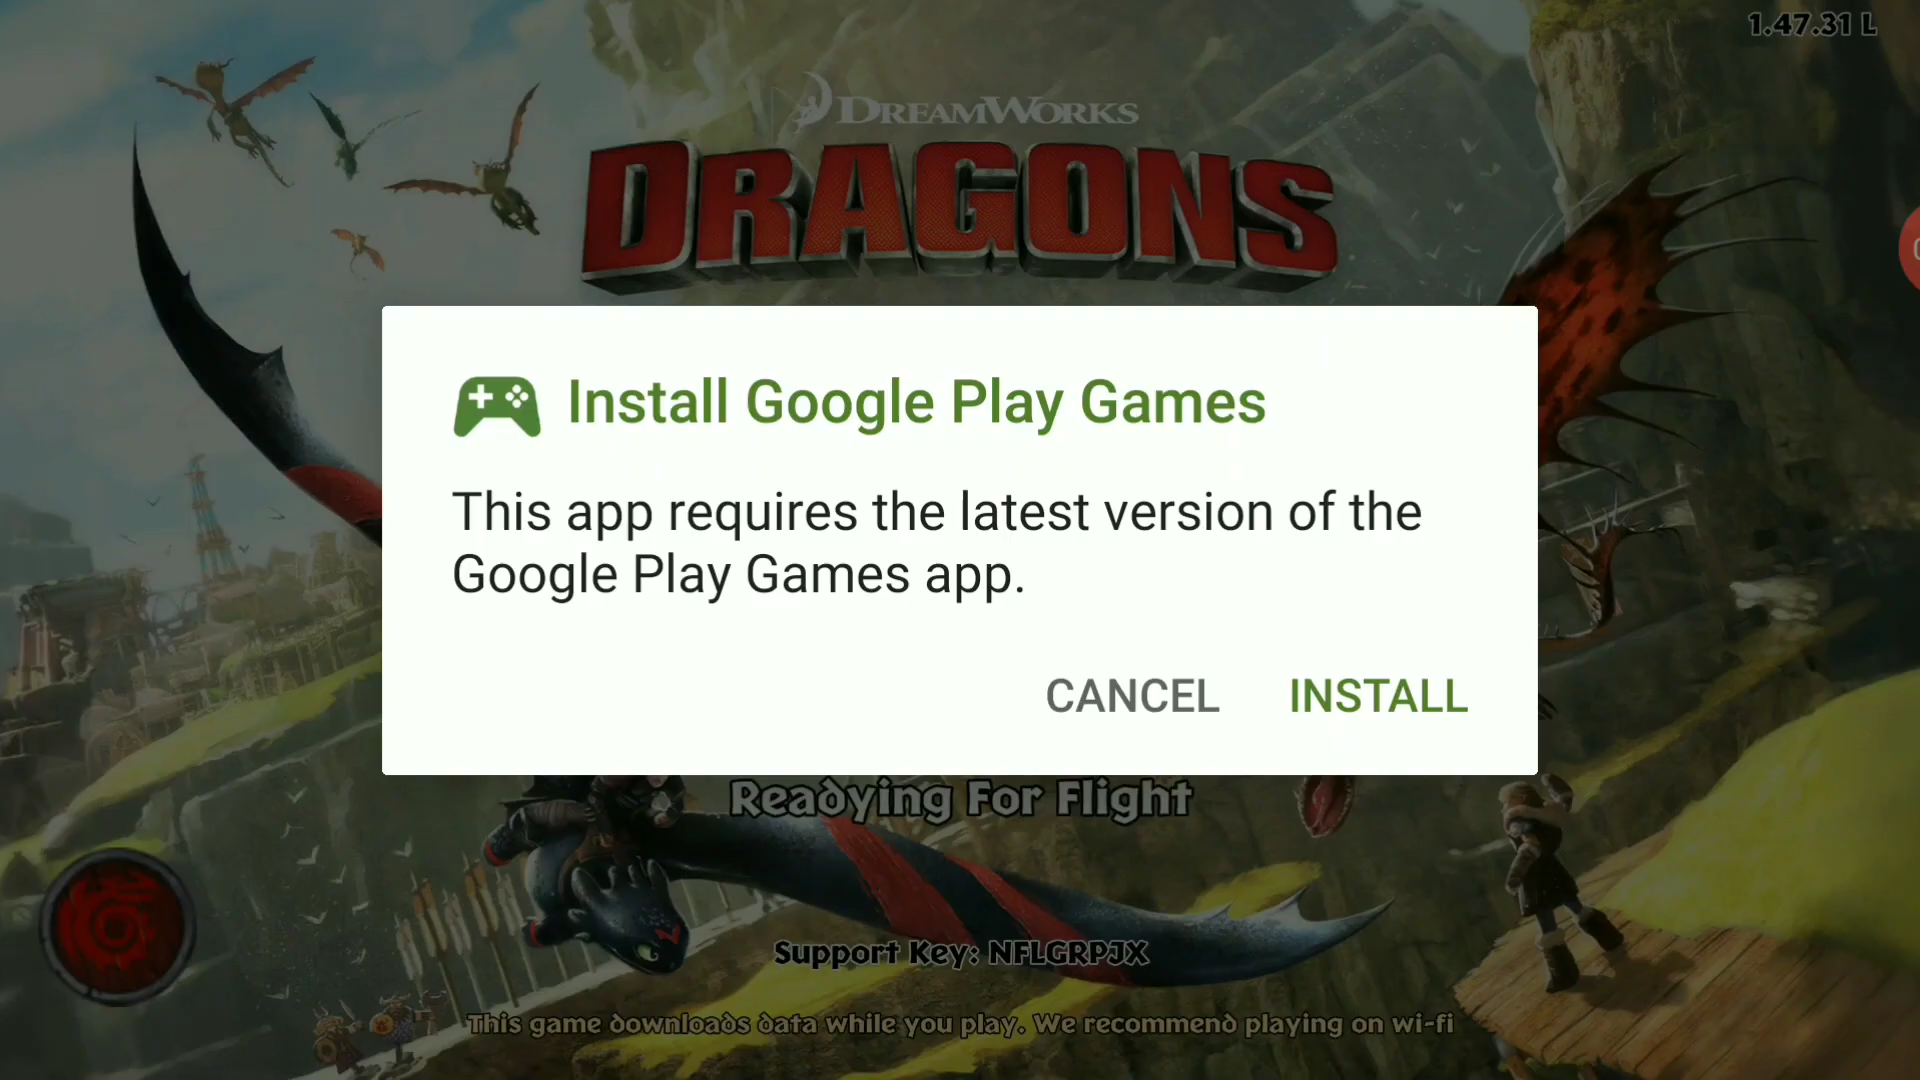 1.47.31 L
DREAMWORKS
DRAGONS
Install Google Play Games
This app requires the latest version of the
Google Play Games app.
CANCEL
INSTALL
Readying For Flight
Support Key: NFLGRPJX
This game downloads data while you play. We recommend playing on wi-fi